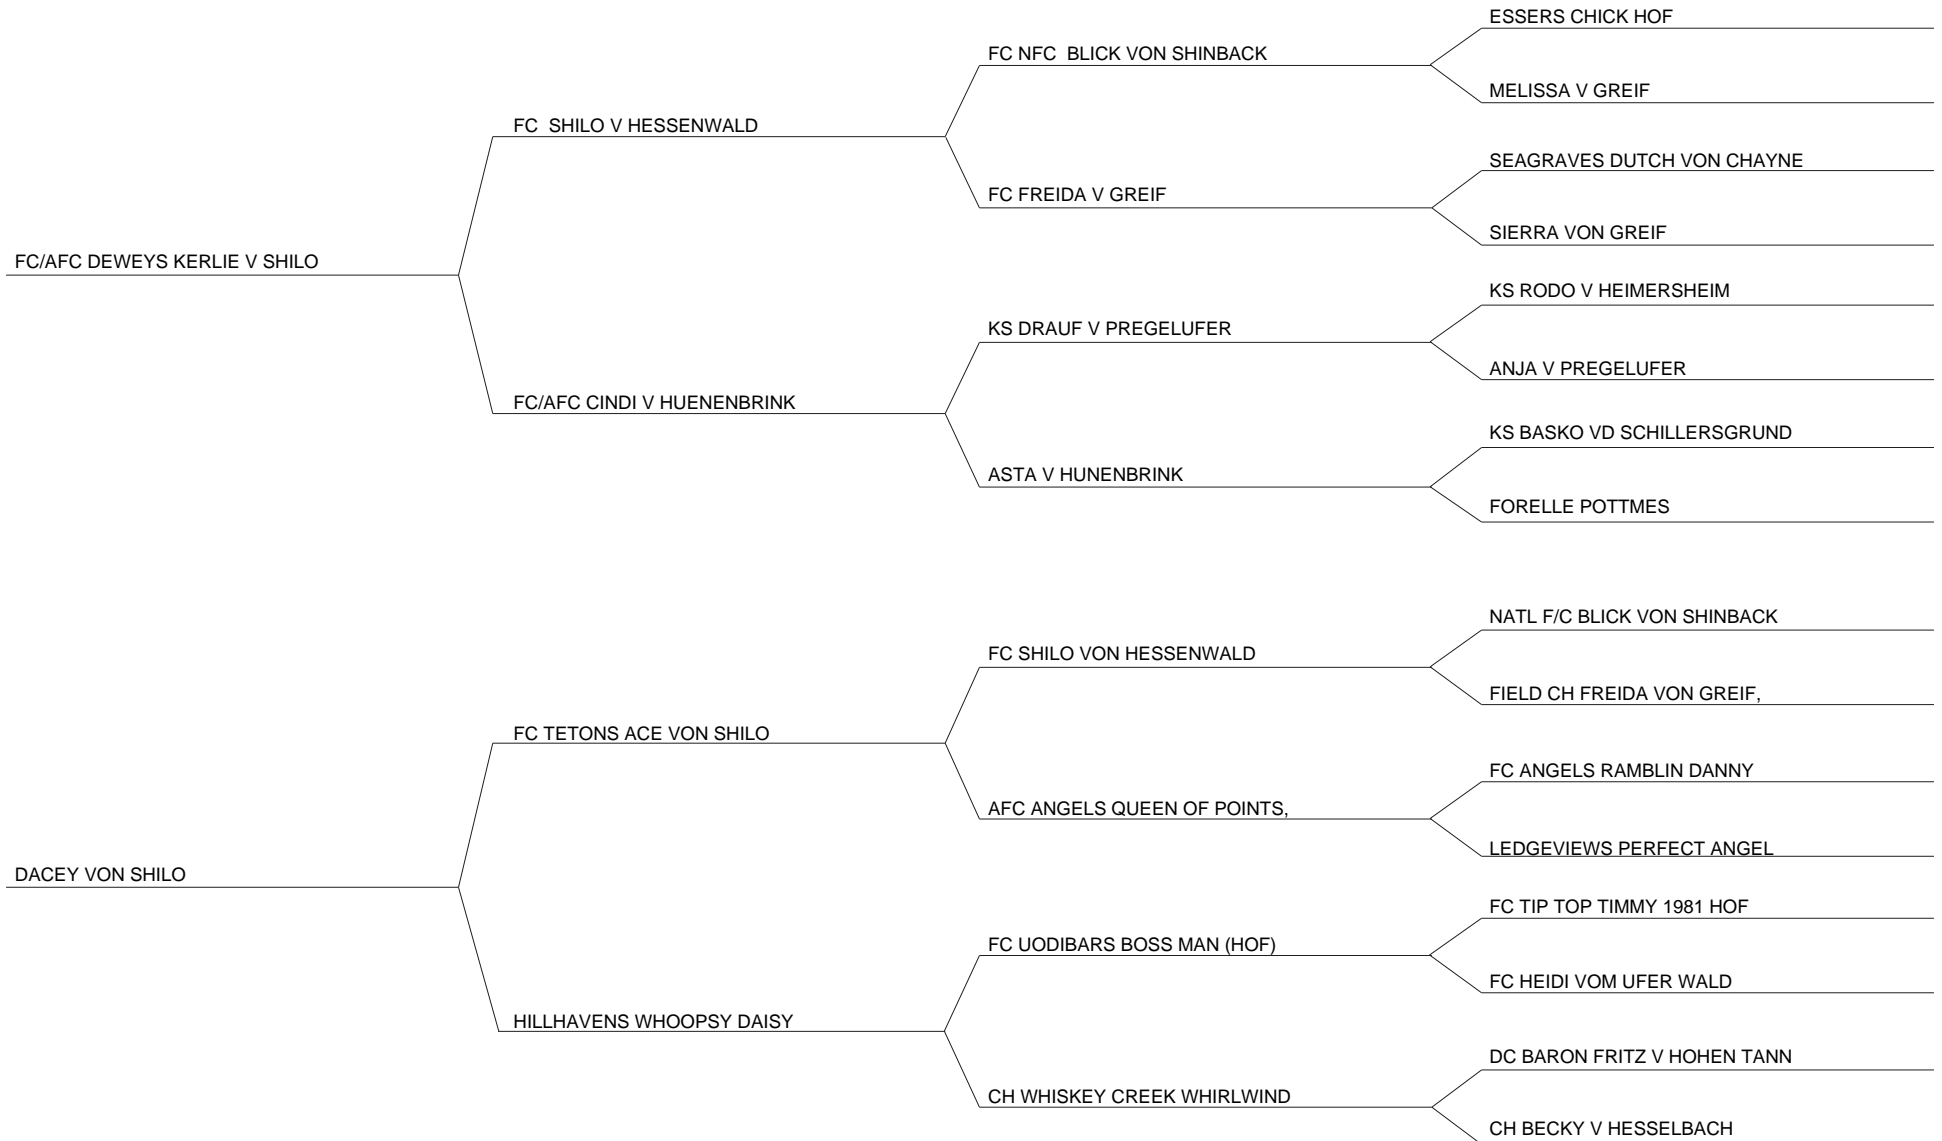 ESSERS CHICK HOF
FC NFC  BLICK VON SHINBACK
MELISSA V GREIF
FC  SHILO V HESSENWALD
SEAGRAVES DUTCH VON CHAYNE
FC FREIDA V GREIF
SIERRA VON GREIF
FC/AFC DEWEYS KERLIE V SHILO
KS RODO V HEIMERSHEIM
KS DRAUF V PREGELUFER
ANJA V PREGELUFER
FC/AFC CINDI V HUENENBRINK
KS BASKO VD SCHILLERSGRUND
ASTA V HUNENBRINK
FORELLE POTTMES
NATL F/C BLICK VON SHINBACK
FC SHILO VON HESSENWALD
FIELD CH FREIDA VON GREIF,
FC TETONS ACE VON SHILO
FC ANGELS RAMBLIN DANNY
AFC ANGELS QUEEN OF POINTS,
LEDGEVIEWS PERFECT ANGEL
DACEY VON SHILO
FC TIP TOP TIMMY 1981 HOF
FC UODIBARS BOSS MAN (HOF)
FC HEIDI VOM UFER WALD
HILLHAVENS WHOOPSY DAISY
DC BARON FRITZ V HOHEN TANN
CH WHISKEY CREEK WHIRLWIND
CH BECKY V HESSELBACH